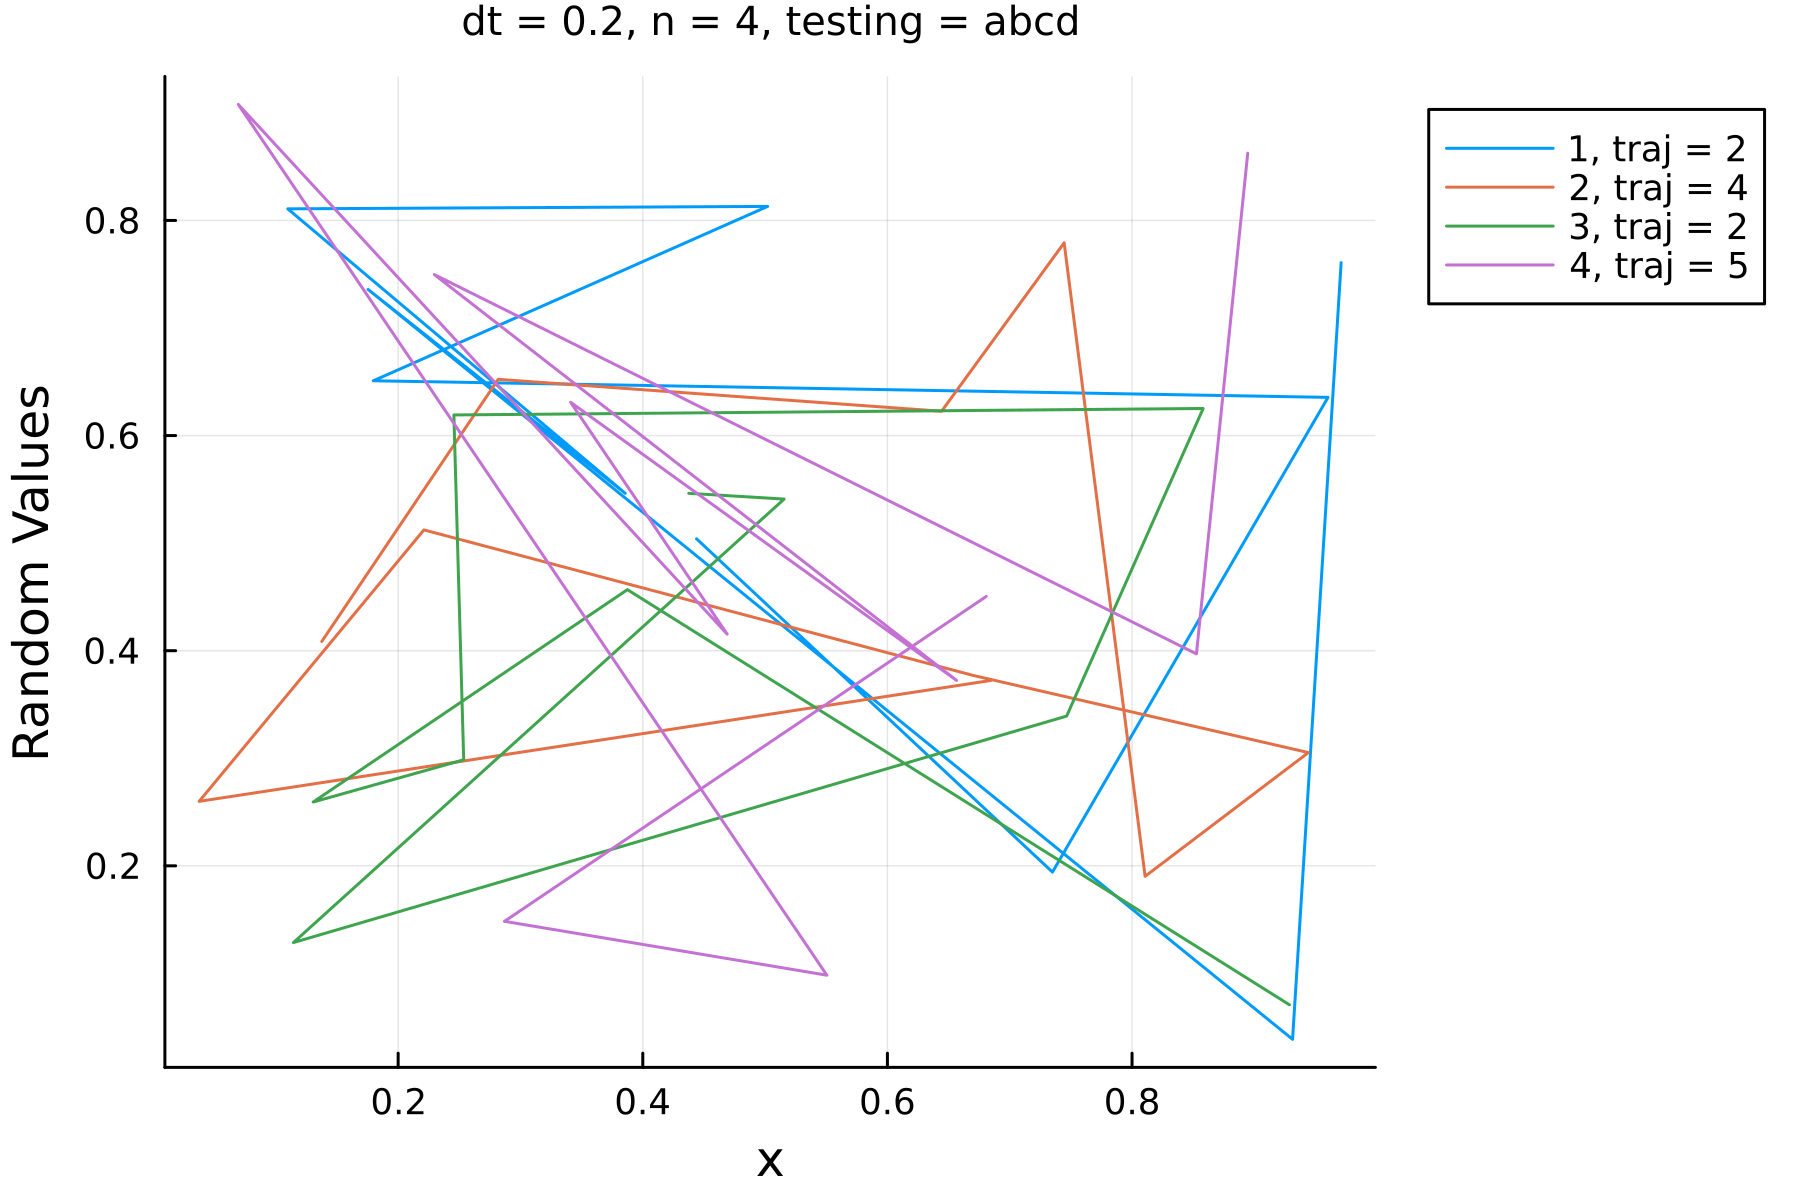 dt = 0.2, n = 4, testing = abcd
1, traj = 2
2, traj = 4
3, traj = 2
4, traj = 5
Random Values
0.8
0.6
0.4
0.2
0.2 0.4 0.6 0.8
x